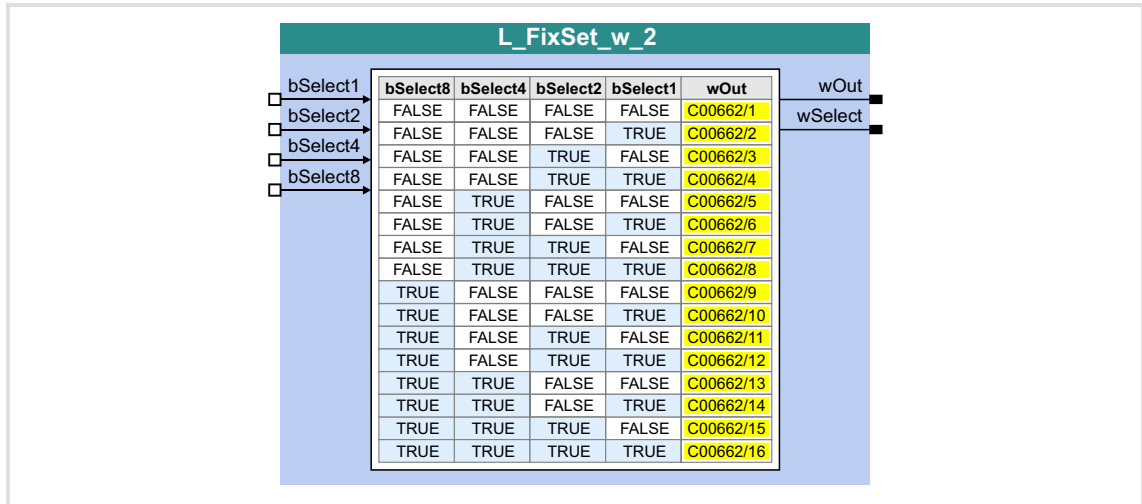 L_FixSet_w_2
bSelect1
bSelect2
bSelect4
bSelect8
bSelect8 bSelect4 bSelect2 bSelect1 wOut
FALSE FALSE FALSE FALSE C00662/1
FALSE FALSE FALSE TRUE C00662/2
FALSE FALSE TRUE FALSE C00662/3
FALSE FALSE TRUE TRUE C00662/4
FALSE TRUE FALSE FALSE C00662/5
FALSE TRUE FALSE TRUE C00662/6
FALSE TRUE TRUE FALSE C00662/7
FALSE TRUE TRUE TRUE C00662/8
TRUE FALSE FALSE FALSE C00662/9
TRUE FALSE FALSE TRUE C00662/10
TRUE FALSE TRUE FALSE C00662/11
TRUE FALSE TRUE TRUE C00662/12
TRUE TRUE FALSE FALSE C00662/13
TRUE TRUE FALSE TRUE C00662/14
TRUE TRUE TRUE FALSE C00662/15
TRUE TRUE TRUE TRUE C00662/16
wOut
wSelect